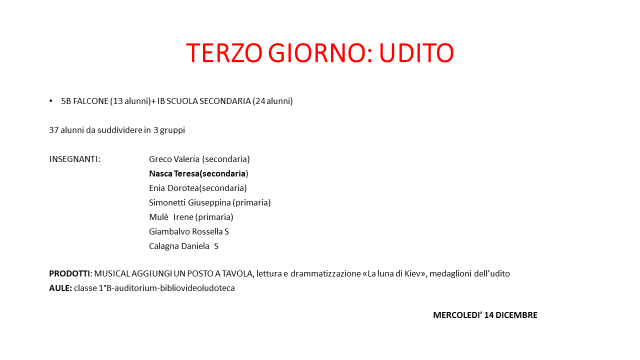 TERZO GIORNO: UDITO
• 5B FALCONE (13 alunni)+ IB SCUOLA SECONDARIA (24 alunni)
37 alunni da suddividere in 3 gruppi
INSEGNANTI: Greco Valeria (secondaria)
Nasca Teresa(secondaria)
Enia Dorotea(secondaria)
Simonetti Giuseppina (primaria)
Mulè Irene (primaria)
Giambalvo Rossella S
Calagna Daniela S
PRODOTTI: MUSICAL AGGIUNGI UN POSTO A TAVOLA, lettura e drammatizzazione «La luna di Kiev», medaglioni dell'udito
AULE: classe 1°B-auditorium-bibliovideoludoteca
MERCOLEDI' 14 DICEMBRE